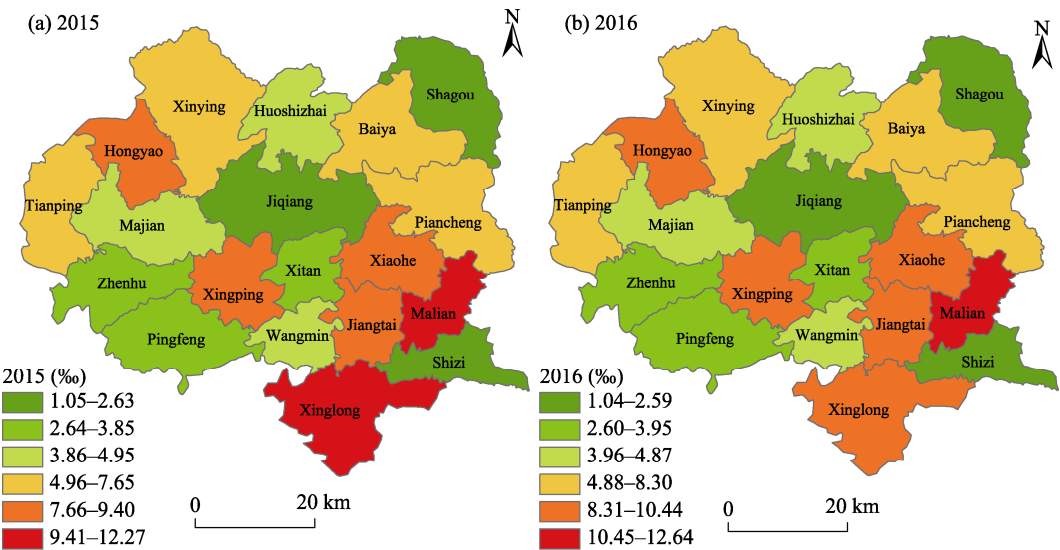 (a) 2015
N
Xinying
Huoshizhai
Shagou
Baiya
Hongyao
Tianping
Jiqiang
Majian
Piancheng
Xiaohe
Zhenhu
Xitan
Xingping
Malian
Jiangtai
Pingfeng
Wangmin
Shizi
Xinglong
2015 (‰)
1.05–2.63
2.64–3.85
3.86–4.95
4.96–7.65
7.66–9.40
9.41–12.27
0 20 km
(b) 2016
N
Xinying
Huoshizhai
Shagou
Baiya
Hongyao
Tianping
Jiqiang
Majian
Piancheng
Xiaohe
Zhenhu
Xitan
Xingping
Malian
Jiangtai
Pingfeng
Wangmin
Shizi
Xinglong
2016 (‰)
1.04–2.59
2.60–3.95
3.96–4.87
4.88–8.30
8.31–10.44
10.45–12.64
0 20 km